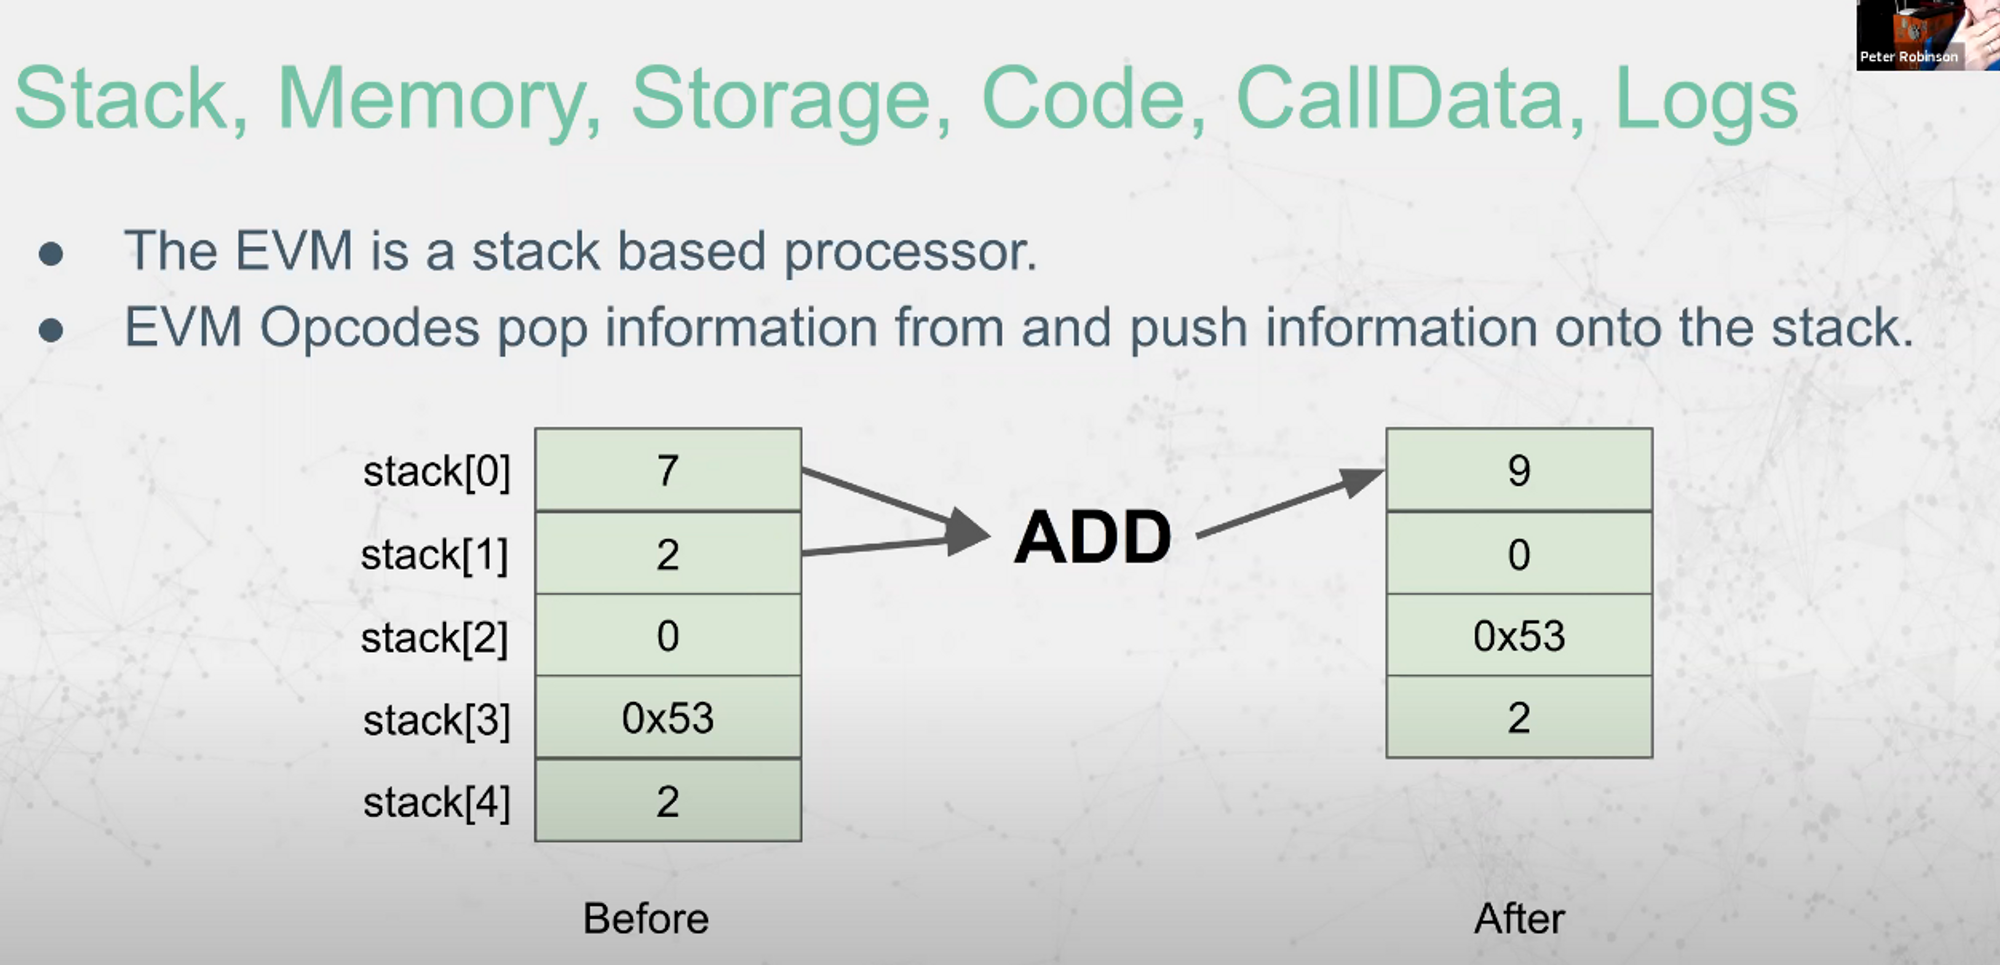 Peter Robinson
Stack, Memory, Storage, Code, CallData, Logs
● The EVM is a stack based processor.
● EVM Opcodes pop information from and push information onto the stack.
stack[0] 7 9
stack[1] 2 ADD 0
stack[2] 0 0x53
stack[3] 0x53 2
stack[4] 2
Before After